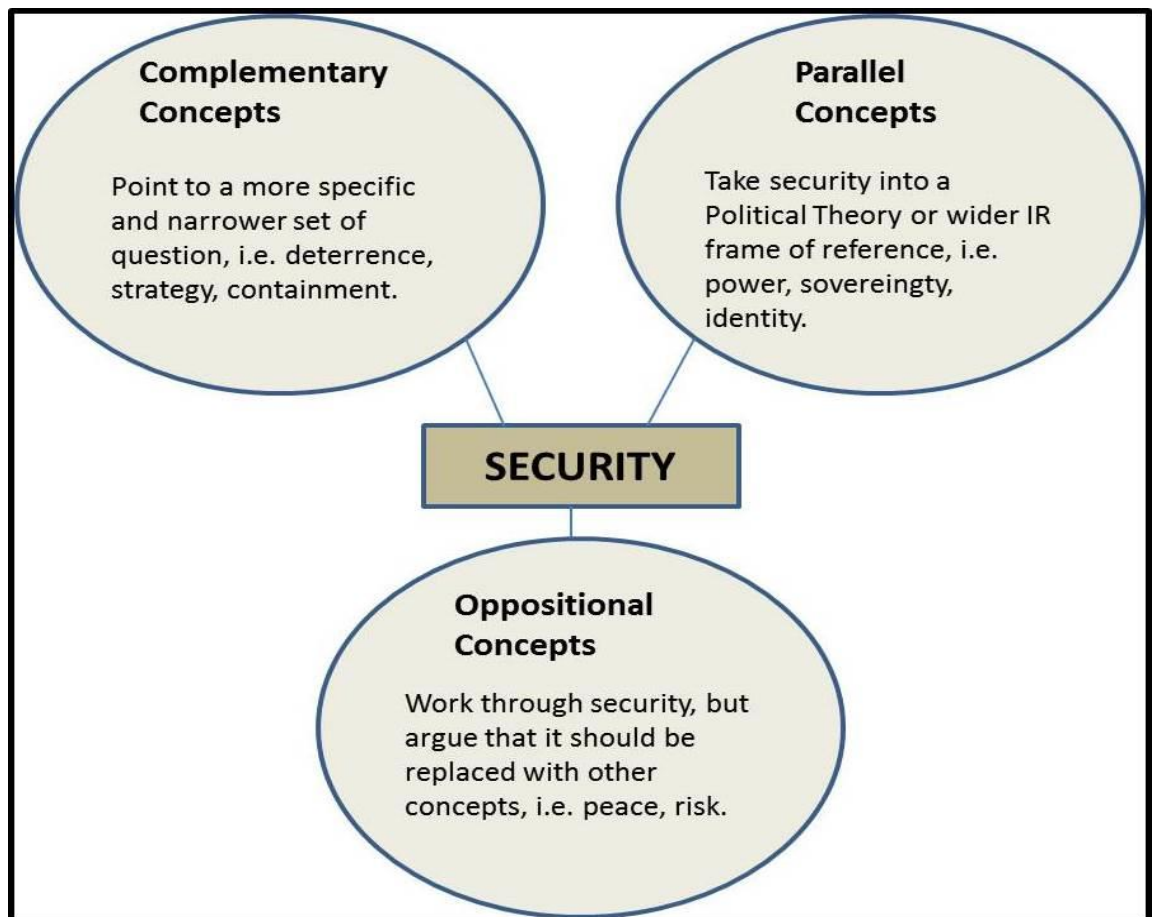 Complementary
Concepts
Point to a more specific
and narrower set of
question, i.e. deterrence,
strategy, containment.
Parallel
Concepts
Take security into a
Political Theory or wider IR
frame of reference, i.e.
power, sovereingty,
identity.
SECURITY
Oppositional
Concepts
Work through security, but
argue that it should be
replaced with other
concepts, i.e. peace, risk.